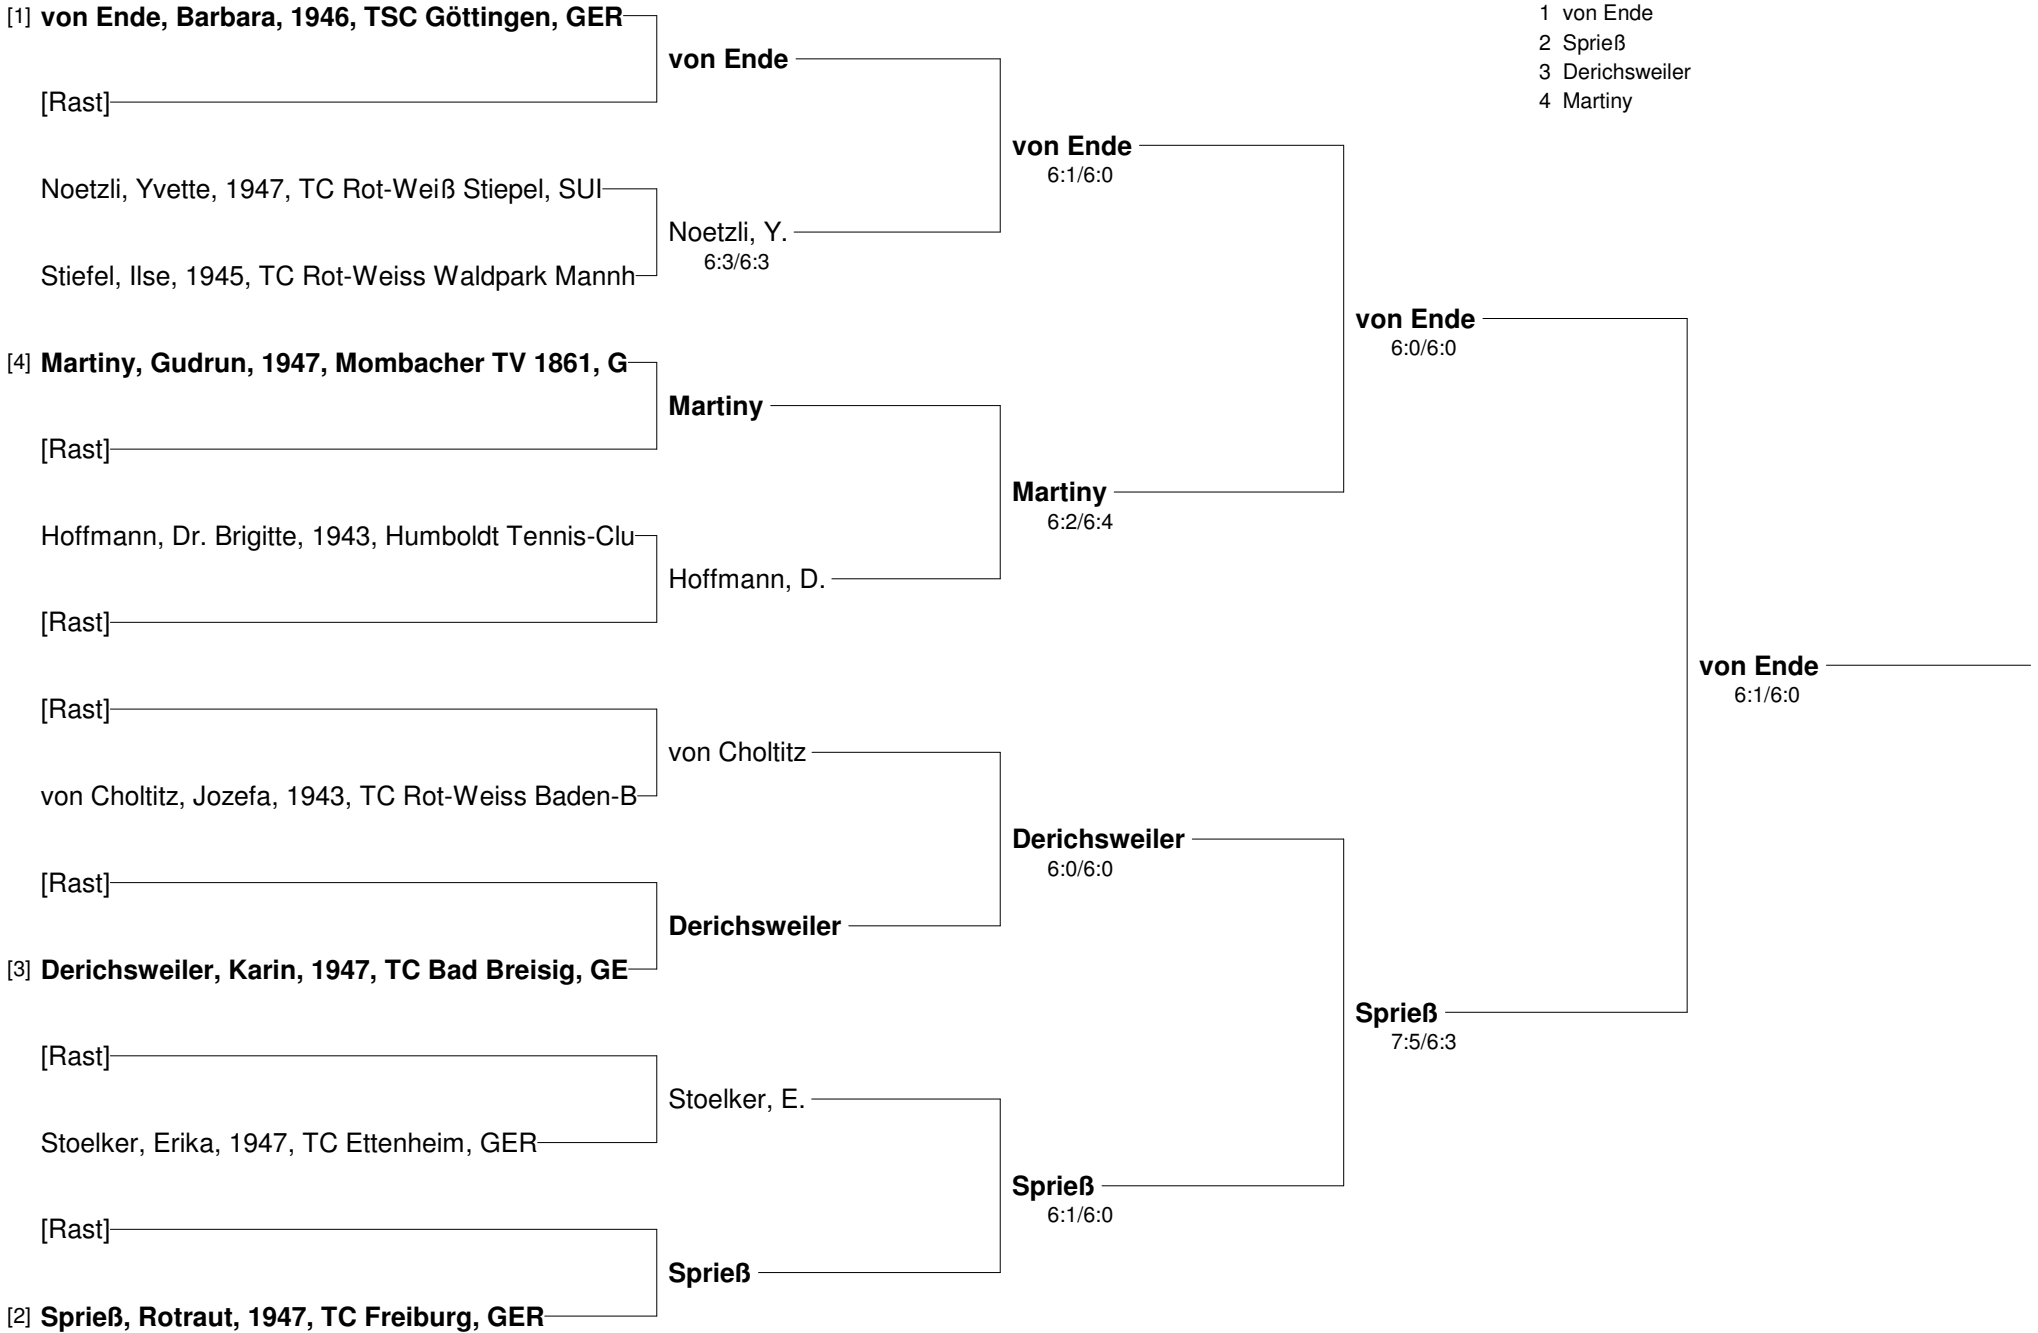 [1] von Ende, Barbara, 1946, TSC Göttingen, GER
[Rast]
Noetzli, Yvette, 1947, TC Rot-Weiß Stiepel, SUI
Stiefel, Ilse, 1945, TC Rot-Weiss Waldpark Mannh
[4] Martiny, Gudrun, 1947, Mombacher TV 1861, G
[Rast]
Hoffmann, Dr. Brigitte, 1943, Humboldt Tennis-Clu
[Rast]
[Rast]
von Choltitz, Jozefa, 1943, TC Rot-Weiss Baden-B
[Rast]
[3] Derichsweiler, Karin, 1947, TC Bad Breisig, GE
[Rast]
Stoelker, Erika, 1947, TC Ettenheim, GER
[Rast]
[2] Sprieß, Rotraut, 1947, TC Freiburg, GER
von Ende
Noetzli, Y.
6:3/6:3
Martiny
Hoffmann, D.
von Choltitz
Derichsweiler
Stoelker, E.
Sprieß
von Ende
6:1/6:0
Martiny
6:2/6:4
Derichsweiler
6:0/6:0
Sprieß
6:1/6:0
von Ende
6:0/6:0
Sprieß
7:5/6:3
von Ende
6:1/6:0
1 von Ende
2 Sprieß
3 Derichsweiler
4 Martiny